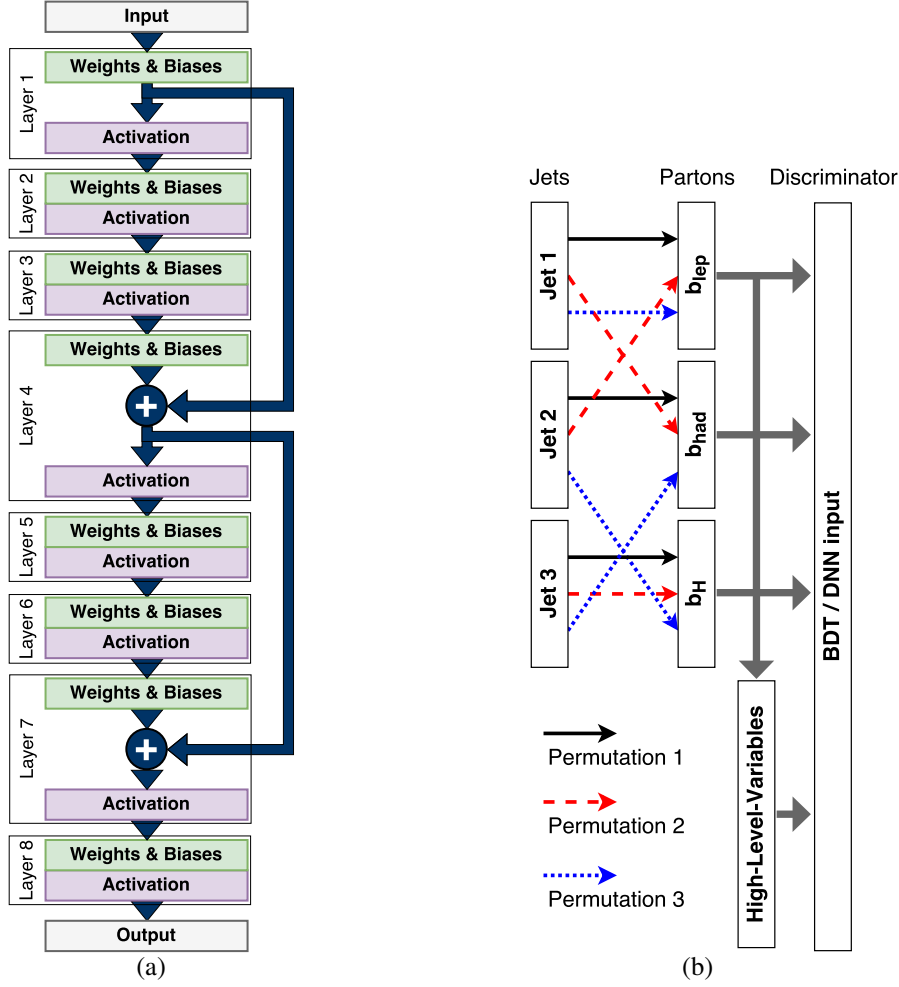 Input
Layer 1
Weights & Biases
Activation
Layer 2
Weights & Biases
Activation
Layer 3
Weights & Biases
Activation
Layer 4
Weights & Biases
+
Activation
Layer 5
Weights & Biases
Activation
Layer 6
Weights & Biases
Activation
Layer 7
Weights & Biases
+
Activation
Layer 8
Weights & Biases
Activation
Output
(a)
Jets Partons Discriminator
Jet 1
Jet 2
Jet 3
blep
bhad
bH
BDT / DNN input
High-Level-Variables
Permutation 1
Permutation 2
Permutation 3
(b)